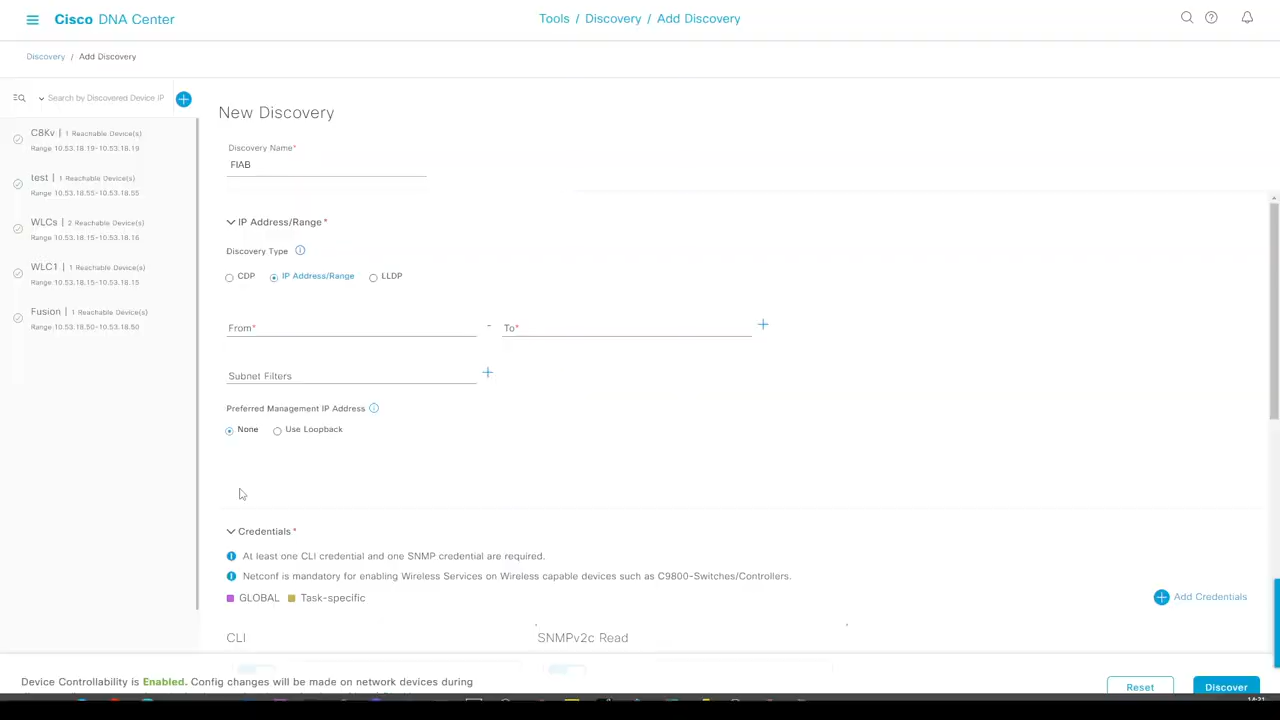 Cisco DNA Center
Tools / Discovery / Add Discovery
Discovery / Add Discovery
Search by Discovered Device IP
C8Kv | 1 Reachable Device(s)
Range 10.53.18.19-10.53.18.19
test | 1 Reachable Device(s)
Range 10.53.18.55-10.53.18.55
WLCs | 2 Reachable Device(s)
Range 10.53.18.15-10.53.18.16
WLC1 | 1 Reachable Device(s)
Range 10.53.18.15-10.53.18.15
Fusion | 1 Reachable Device(s)
Range 10.53.18.50-10.53.18.50
New Discovery
Discovery Name*
FIAB
IP Address/Range*
Discovery Type
CDP IP Address/Range LLDP
From* - To*
Subnet Filters
Preferred Management IP Address
None Use Loopback
Credentials*
At least one CLI credential and one SNMP credential are required.
Netconf is mandatory for enabling Wireless Services on Wireless capable devices such as C9800-Switches/Controllers.
GLOBAL Task-specific
Add Credentials
CLI SNMPv2c Read
Device Controllability is Enabled. Config changes will be made on network devices during
Reset Discover